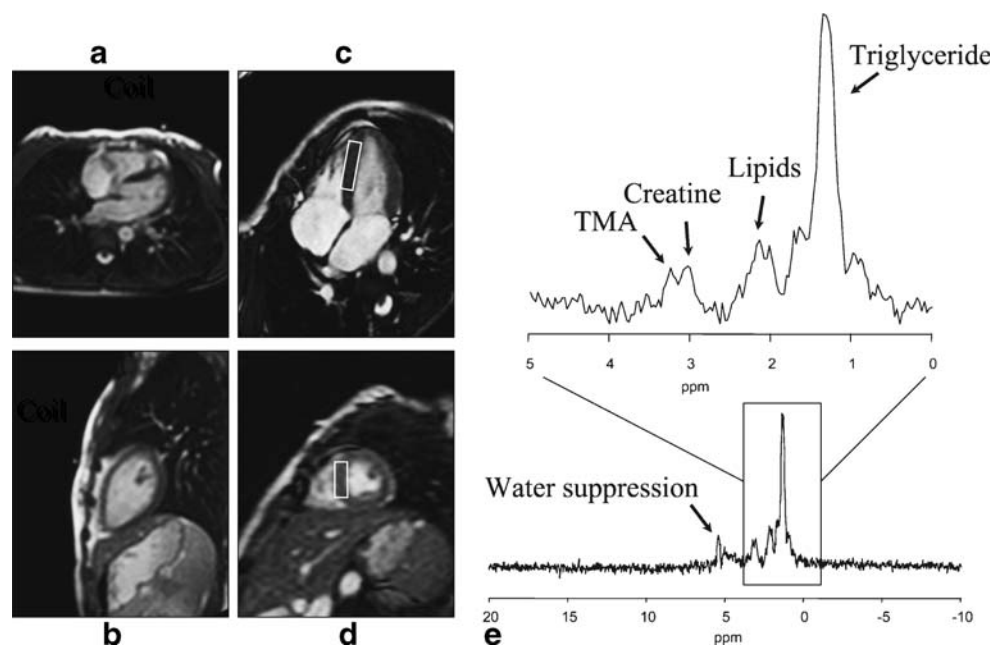 a
c
Coil
Coil
b
d
Triglyceride
Lipids
Creatine
TMA
5 4 3 2 1 0
ppm
Water suppression
20 15 10 5 0 -5 -10
ppm
e